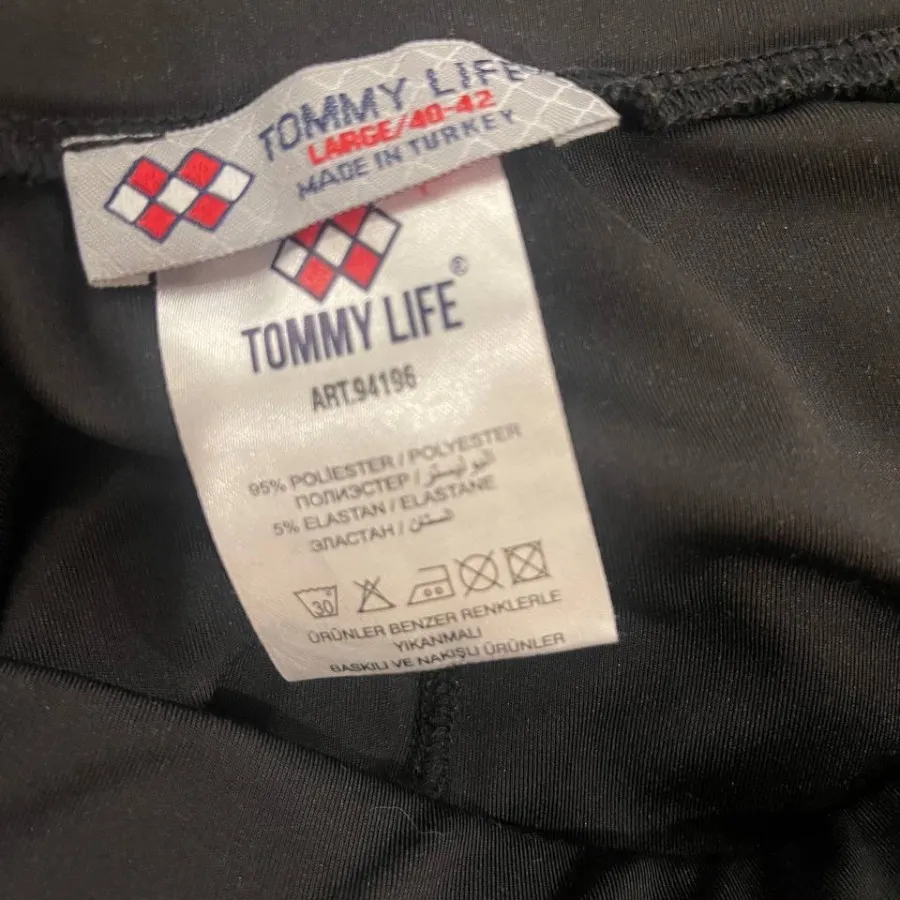 TOMMY LIFE
LARGE/40-42
MADE IN TURKEY
TOMMY LIFE®
ART.94196
95% POLIESTER / POLYESTER
ПОЛИЭСТЕР / البوليستر
5% ELASTAN / ELASTANE
ЭЛАСТАН / الستن
30
ÜRÜNLER BENZER RENKLERLE
YIKANMALI
BASKILI VE NAKIŞLI ÜRÜNLER